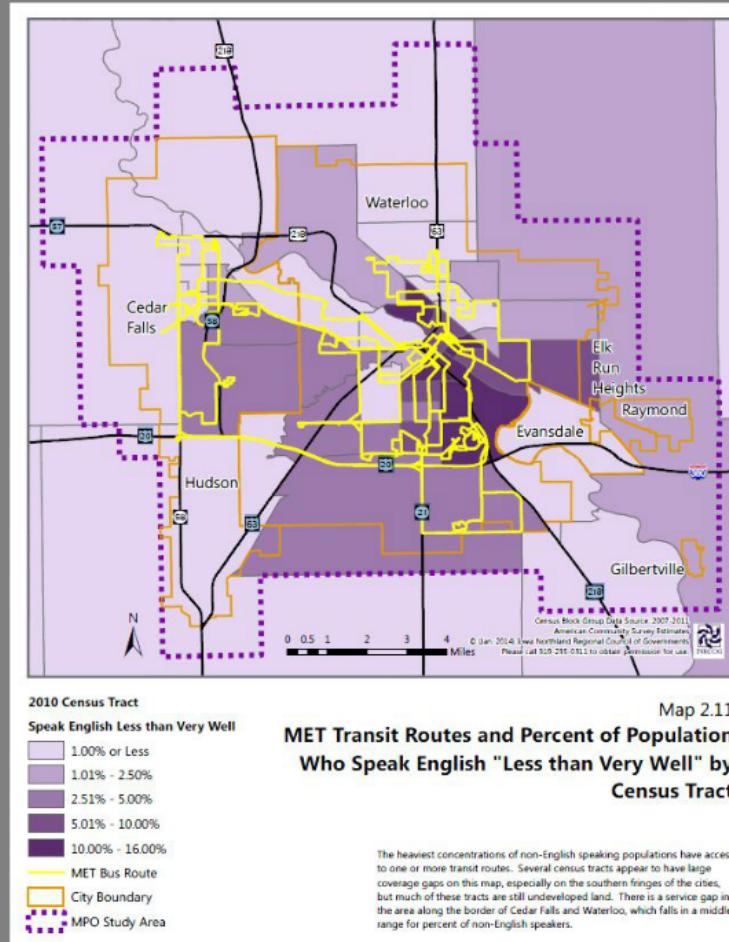 218
Waterloo
57
218
63
Cedar
Falls
58
Elk
Run
Heights
Raymond
Evansdale
20
20
Hudson
58
63
21
Gilbertville
218
N
0 0.5 1 2 3 4
Miles
Census Block Group Data Source: 2007-2011
American Community Survey Estimates
© Jan. 2014, Iowa Northland Regional Council of Governments
Please call 319-235-0311 to obtain permission for use.
2010 Census Tract
Speak English Less than Very Well
1.00% or Less
1.01% - 2.50%
2.51% - 5.00%
5.01% - 10.00%
10.00% - 16.00%
MET Bus Route
City Boundary
MPO Study Area
Map 2.11
MET Transit Routes and Percent of Population
Who Speak English "Less than Very Well" by
Census Tract
The heaviest concentrations of non-English speaking populations have acces
to one or more transit routes. Several census tracts appear to have large
coverage gaps on this map, especially on the southern fringes of the cities,
but much of these tracts are still undeveloped land. There is a service gap in
the area along the border of Cedar Falls and Waterloo, which falls in a middle
range for percent of non-English speakers.